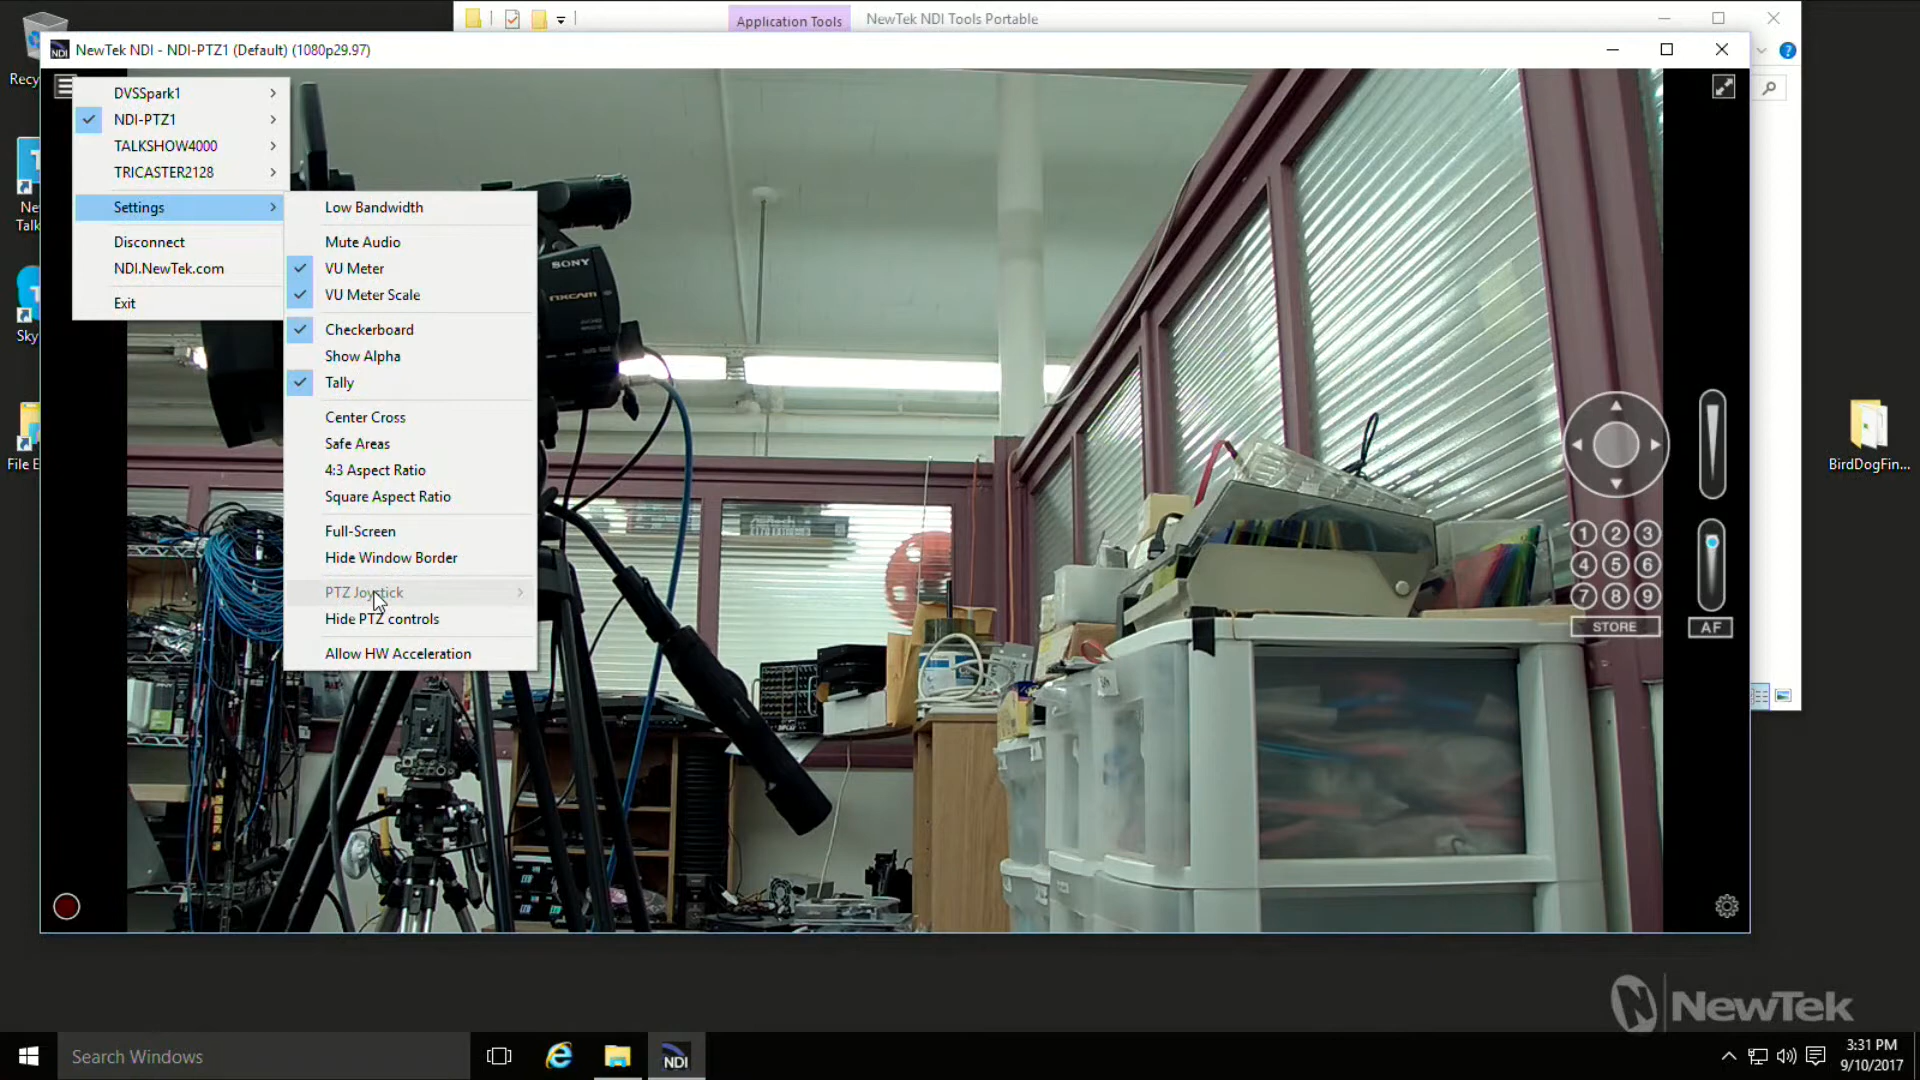 Application Tools
NewTek NDI Tools Portable
NewTek NDI - NDI-PTZ1 (Default) (1080p29.97)
Recy
DVSSpark1
NDI-PTZ1
TALKSHOW4000
TRICASTER2128
Settings
Disconnect
NDI.NewTek.com
Exit
Low Bandwidth
Mute Audio
VU Meter
VU Meter Scale
Checkerboard
Show Alpha
Tally
Center Cross
Safe Areas
4:3 Aspect Ratio
Square Aspect Ratio
Full-Screen
Hide Window Border
PTZ Joystick
Hide PTZ controls
Allow HW Acceleration
Ne
Talk
Sky
File E
SONY
NXCAM
BirdDogFin...
1 2 3
4 5 6
7 8 9
STORE
AF
NewTek
Search Windows
NDI
3:31 PM
9/10/2017